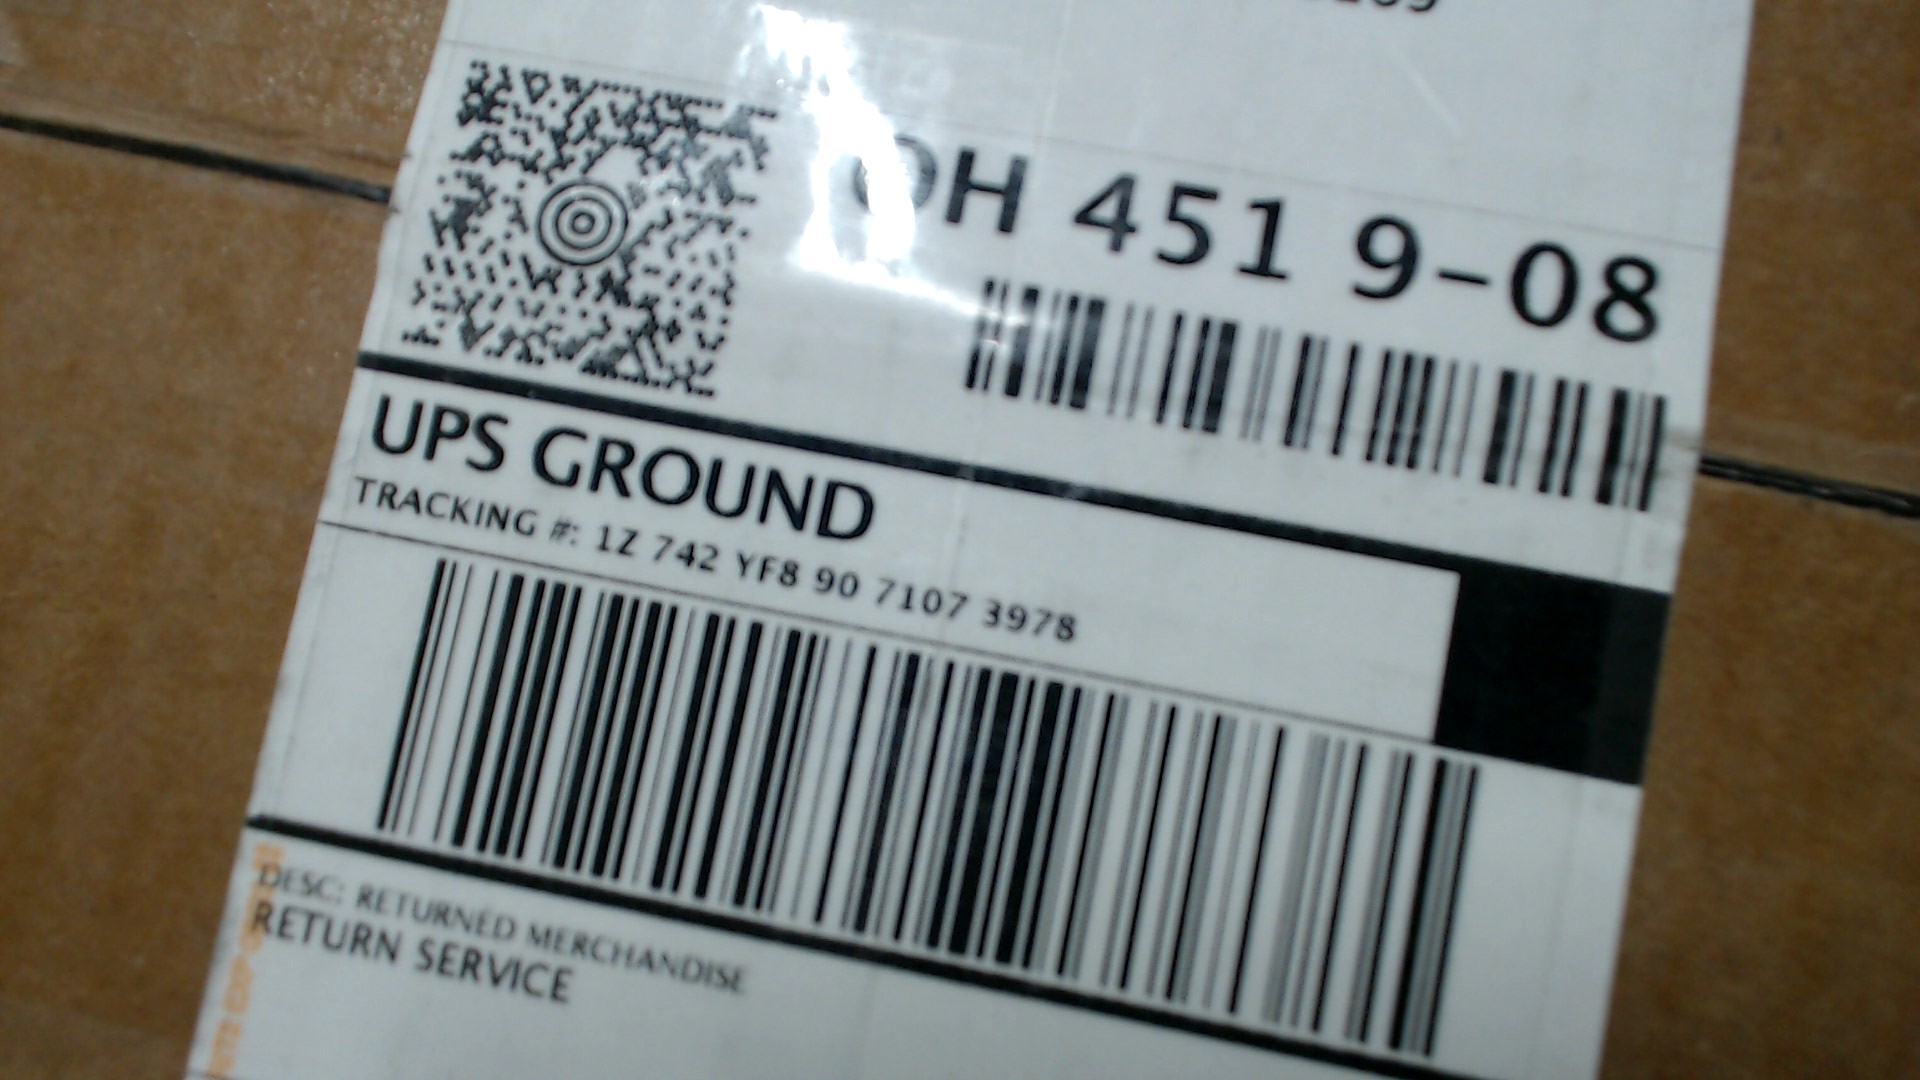 OH 451 9-08
UPS GROUND
TRACKING #: 1Z 742 YF8 90 7107 3978
DESC: RETURNED MERCHANDISE
RETURN SERVICE